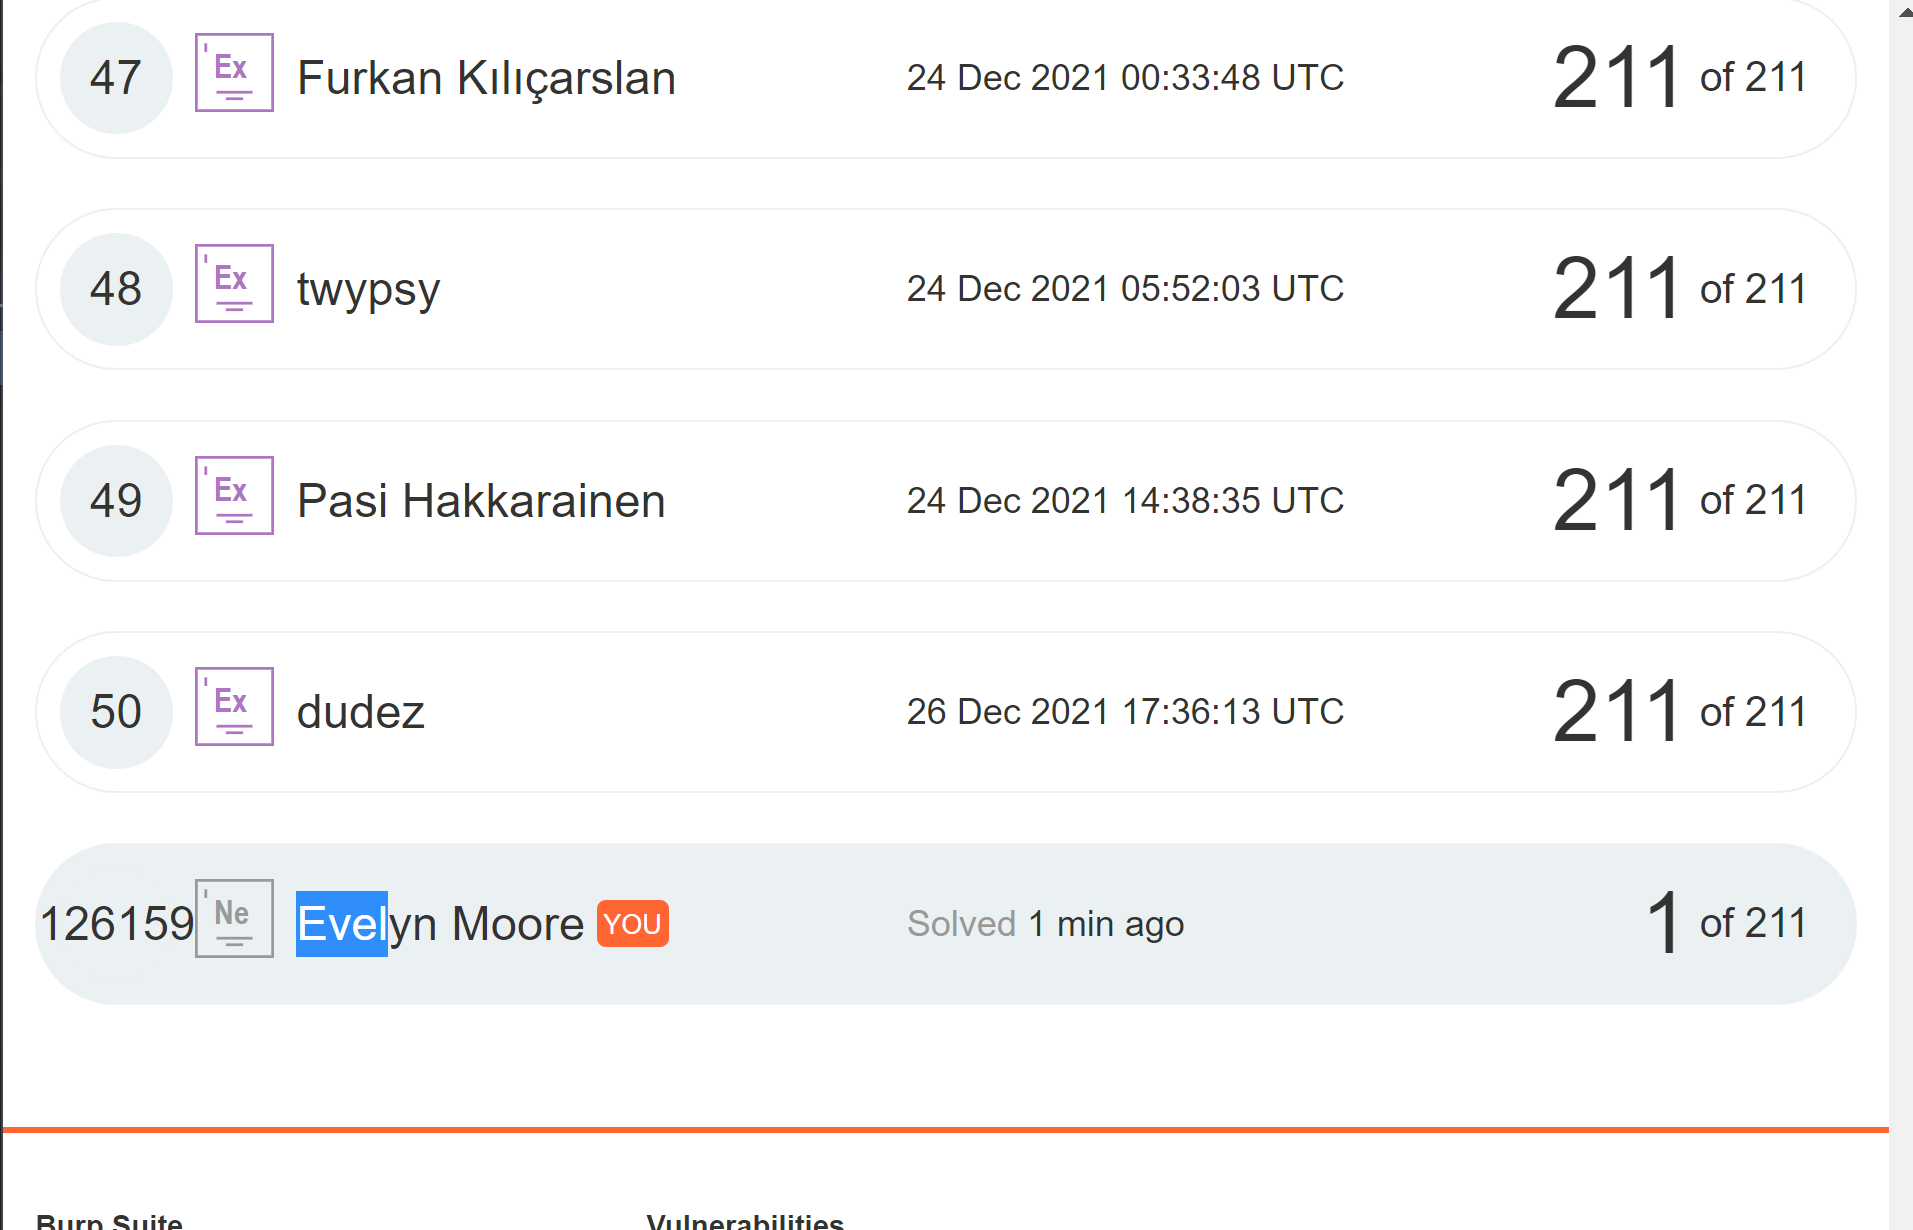 47 Ex Furkan Kılıçarslan 24 Dec 2021 00:33:48 UTC 211 of 211
48 Ex twypsy 24 Dec 2021 05:52:03 UTC 211 of 211
49 Ex Pasi Hakkarainen 24 Dec 2021 14:38:35 UTC 211 of 211
50 Ex dudez 26 Dec 2021 17:36:13 UTC 211 of 211
126159 Ne Evelyn Moore YOU Solved 1 min ago 1 of 211
Burp Suite Vulnerabilities